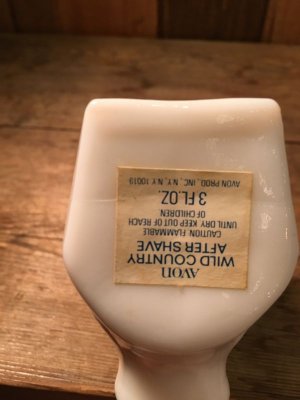 AVON
WILD COUNTRY
AFTER SHAVE
CAUTION FLAMMABLE
UNTIL DRY. KEEP OUT OF REACH
OF CHILDREN
3 FL.OZ.
AVON PROD., INC., N.Y., N.Y. 10019